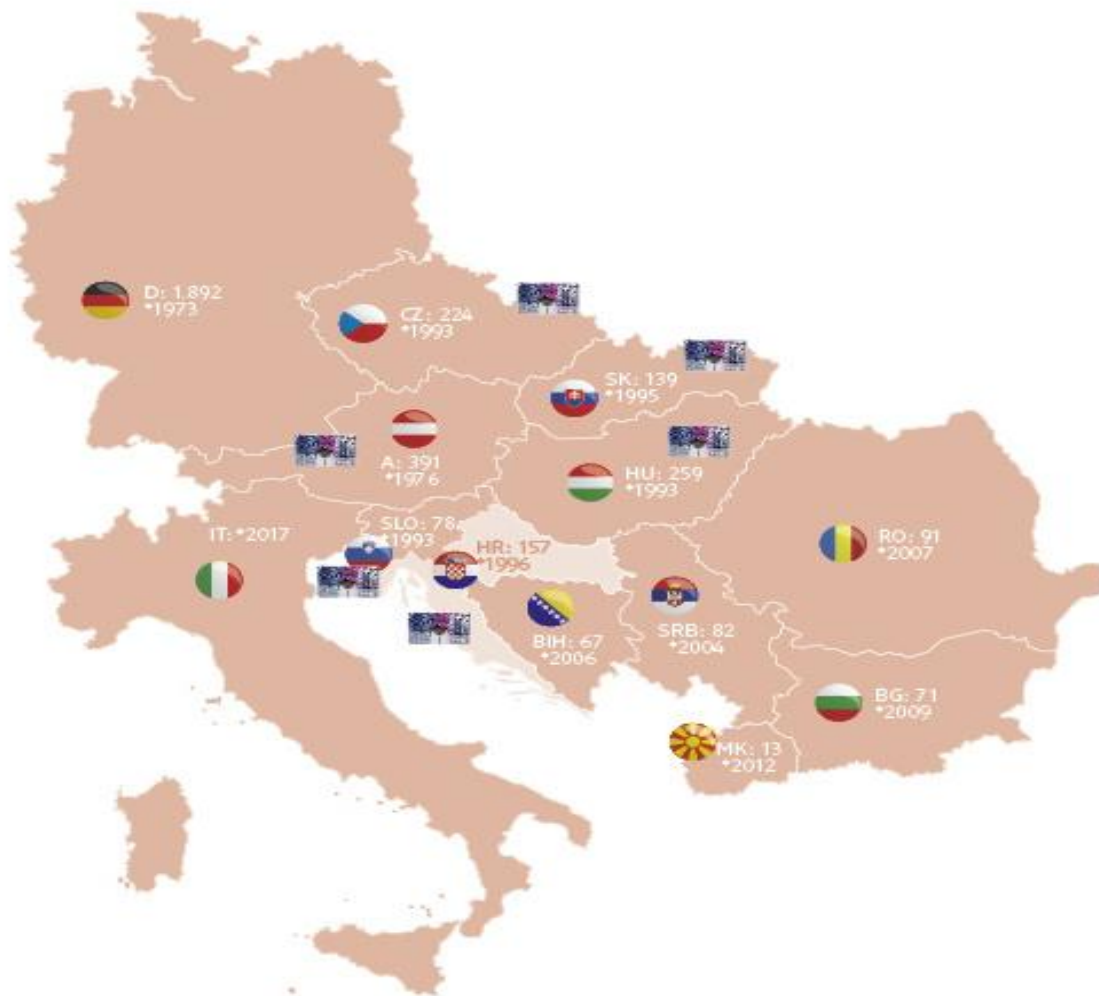 D: 1.892
*1973
CZ: 224
*1993
SK: 139
*1995
A: 391
*1976
HU: 259
*1993
IT: *2017
SLO: 78
*1993
HR: 157
*1996
RO: 91
*2007
BIH: 67
*2006
SRB: 82
*2004
BG: 71
*2009
MK: 13
*2012